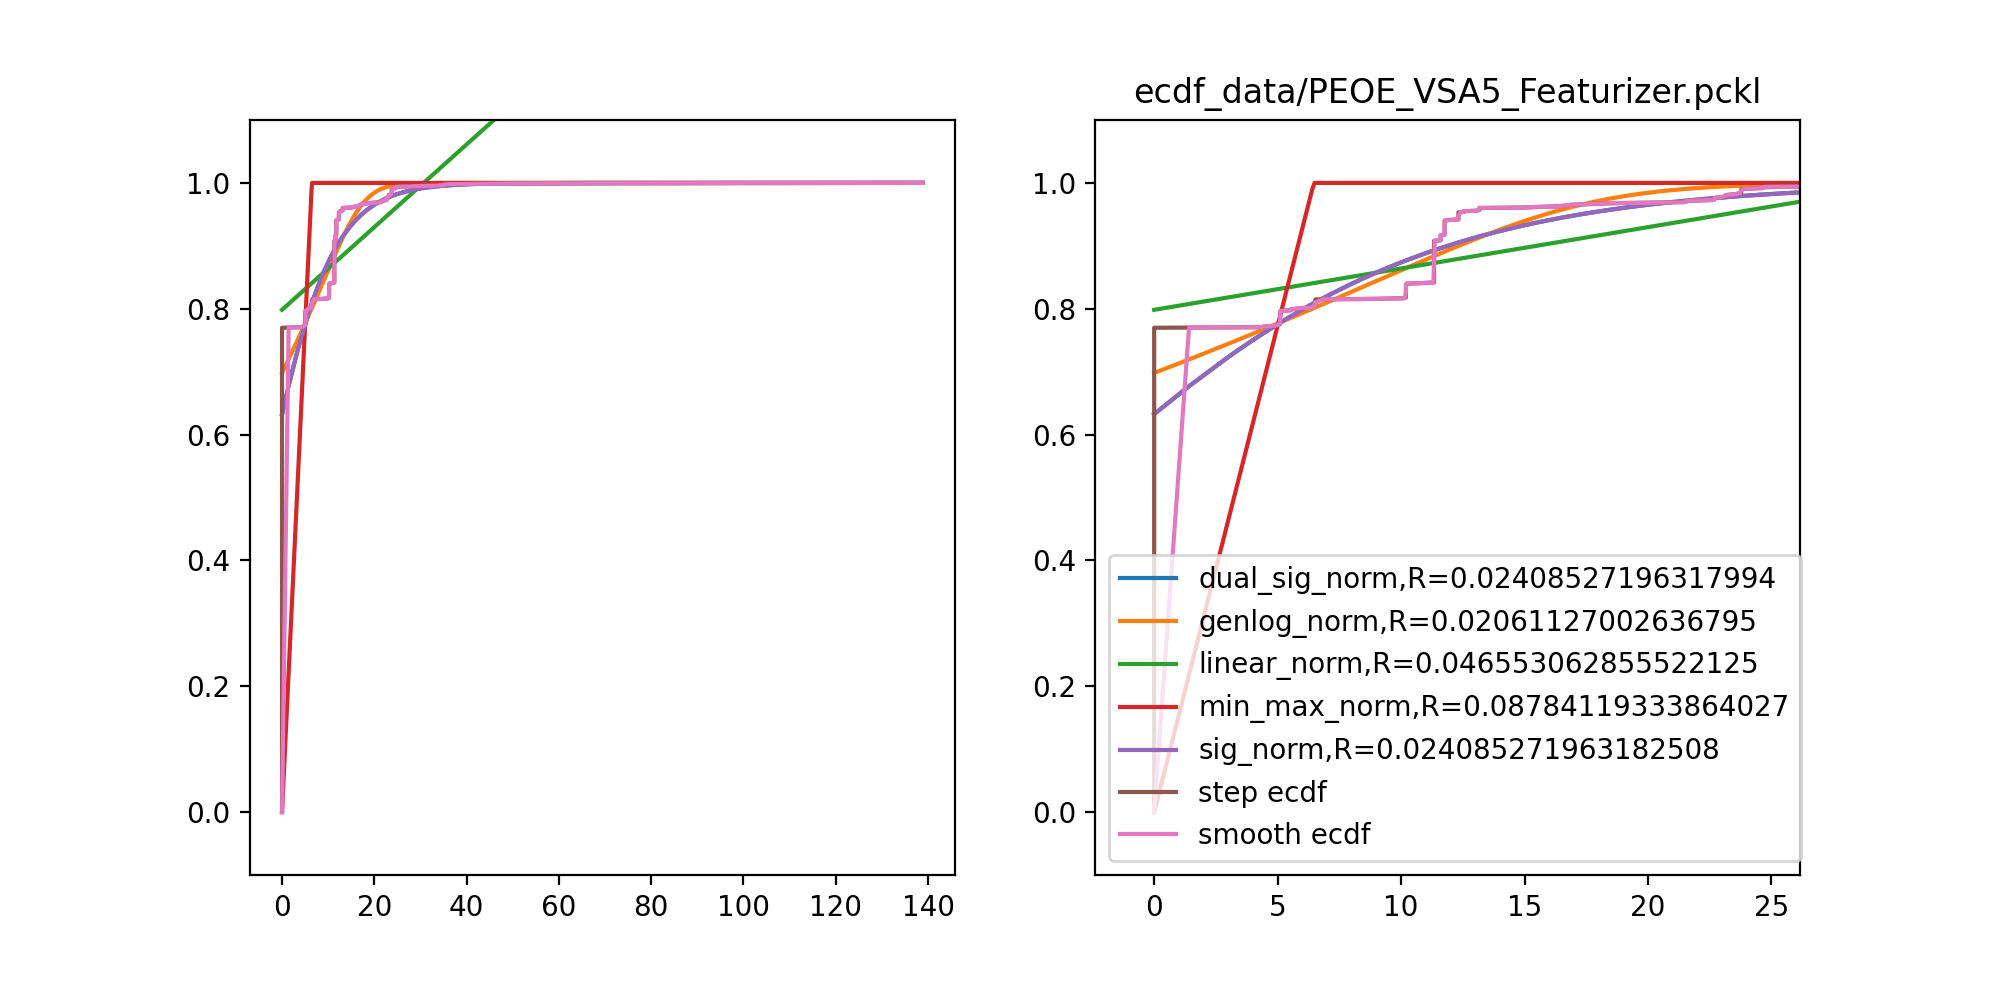 ecdf_data/PEOE_VSA5_Featurizer.pckl
1.0
0.8
0.6
0.4
0.2
0.0
0 20 40 60 80 100 120 140
1.0
0.8
0.6
0.4
0.2
0.0
0 5 10 15 20 25
dual_sig_norm,R=0.02408527196317994
genlog_norm,R=0.02061127002636795
linear_norm,R=0.046553062855522125
min_max_norm,R=0.08784119333864027
sig_norm,R=0.024085271963182508
step ecdf
smooth ecdf